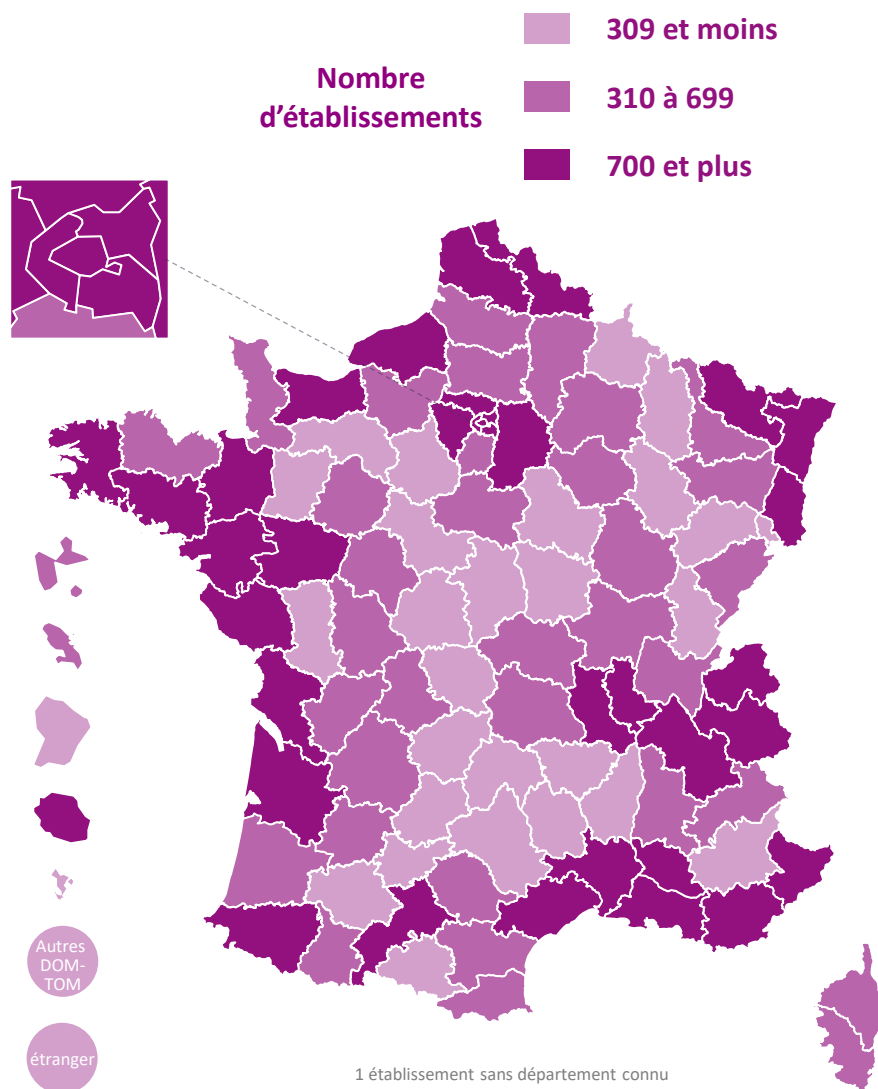 309 et moins
Nombre
d'établissements
310 à 699
700 et plus
Autres
DOM-
TOM
étranger
1 établissement sans département connu